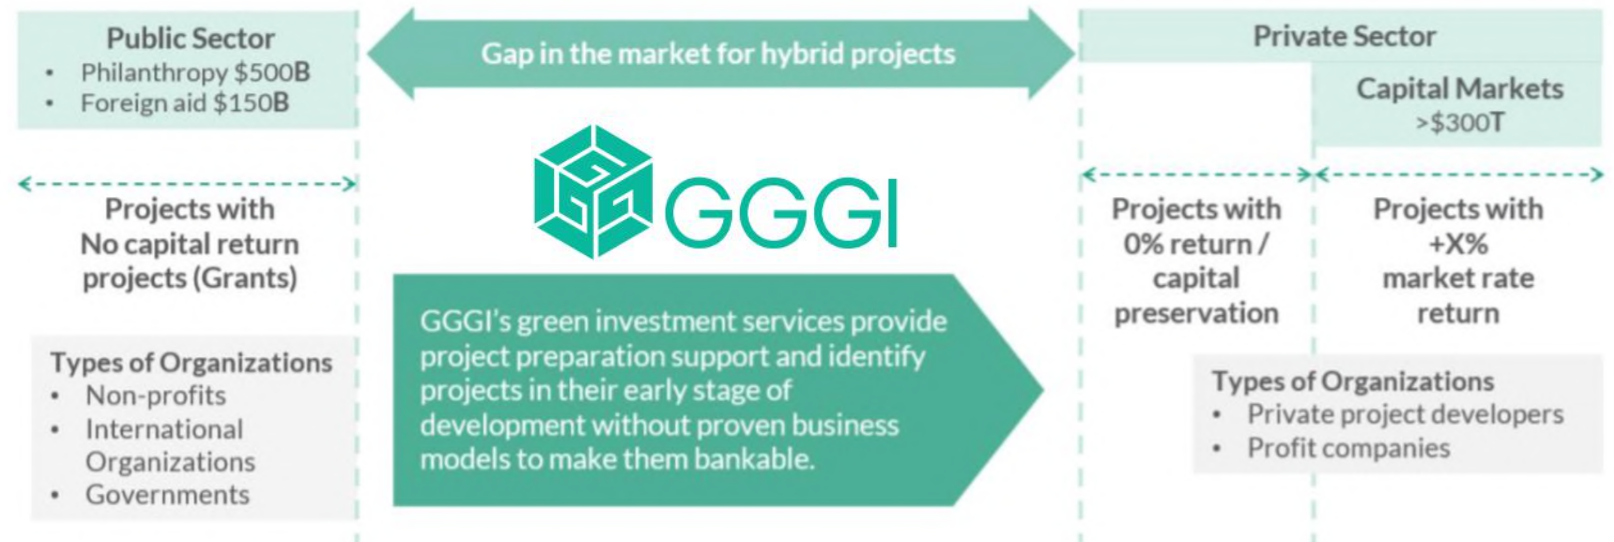 Public Sector
• Philanthropy $500B
• Foreign aid $150B
Gap in the market for hybrid projects
Private Sector
Capital Markets
>$300T
GGGI
Projects with
No capital return
projects (Grants)
Projects with
0% return /
capital
preservation
Projects with
+X%
market rate
return
GGGI's green investment services provide
project preparation support and identify
projects in their early stage of
development without proven business
models to make them bankable.
Types of Organizations
• Non-profits
• International
Organizations
• Governments
Types of Organizations
• Private project developers
• Profit companies